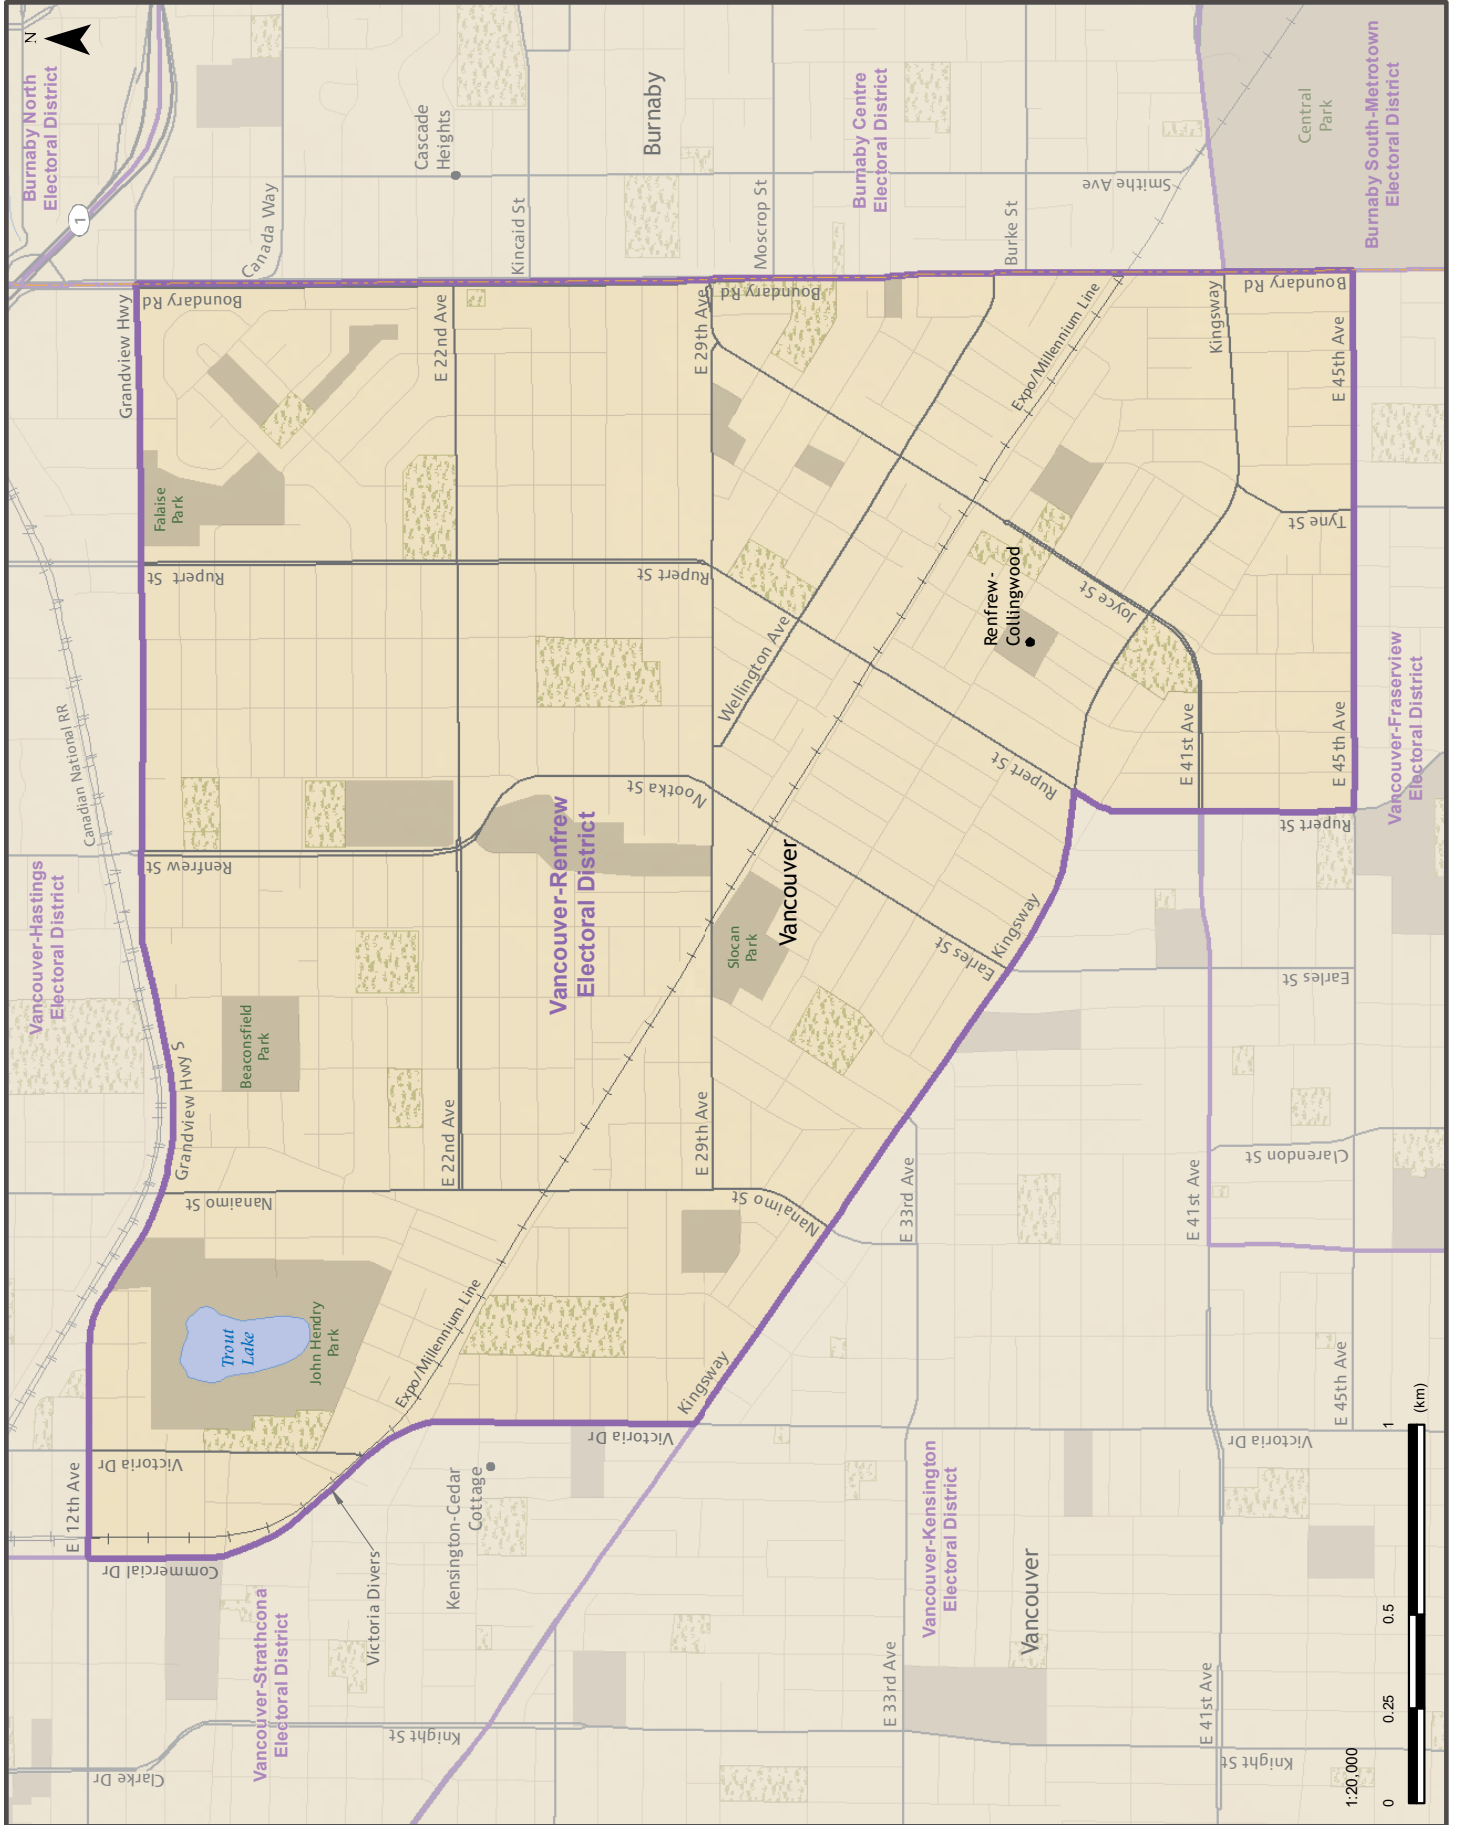 N
Burnaby North
Electoral District
1
Canada Way
Cascade
Heights
Kincaid St
Burnaby
Moscrop St
Burnaby Centre
Electoral District
Burke St
Smithe Ave
Central
Park
Burnaby South-Metrotown
Electoral District
Grandview Hwy
Boundary Rd
E 22nd Ave
E 29th Ave
Boundary Rd
Expo/Millennium Line
Kingsway
Boundary Rd
E 45th Ave
Falaise
Park
Rupert St
Rupert St
Wellington Ave
Renfrew-
Collingwood
Joyce St
Tyne St
Canadian National RR
Renfrew St
Nootka St
Rupert St
E 41st Ave
E 45th Ave
Rupert St
Vancouver-Fraserview
Electoral District
Vancouver-Hastings
Electoral District
Vancouver-Renfrew
Electoral District
Slocan
Park
Vancouver
Earles St
Kingsway
Earles St
Beaconsfield
Park
Grandview Hwy S
E 22nd Ave
E 29th Ave
Nanaimo St
Nanaimo St
E 33rd Ave
E 41st Ave
Clarendon St
Trout
Lake
John Hendry
Park
Expo/Millennium Line
Kingsway
E 45th Ave
E 12th Ave
Victoria Dr
Victoria Dr
Victoria Dr
Commercial Dr
Victoria Divers
Kensington-Cedar
Cottage
Vancouver-Kensington
Electoral District
Vancouver
Vancouver-Strathcona
Electoral District
Knight St
E 33rd Ave
E 41st Ave
Knight St
Clarke Dr
1:20,000
0
0.25
0.5
1
(km)